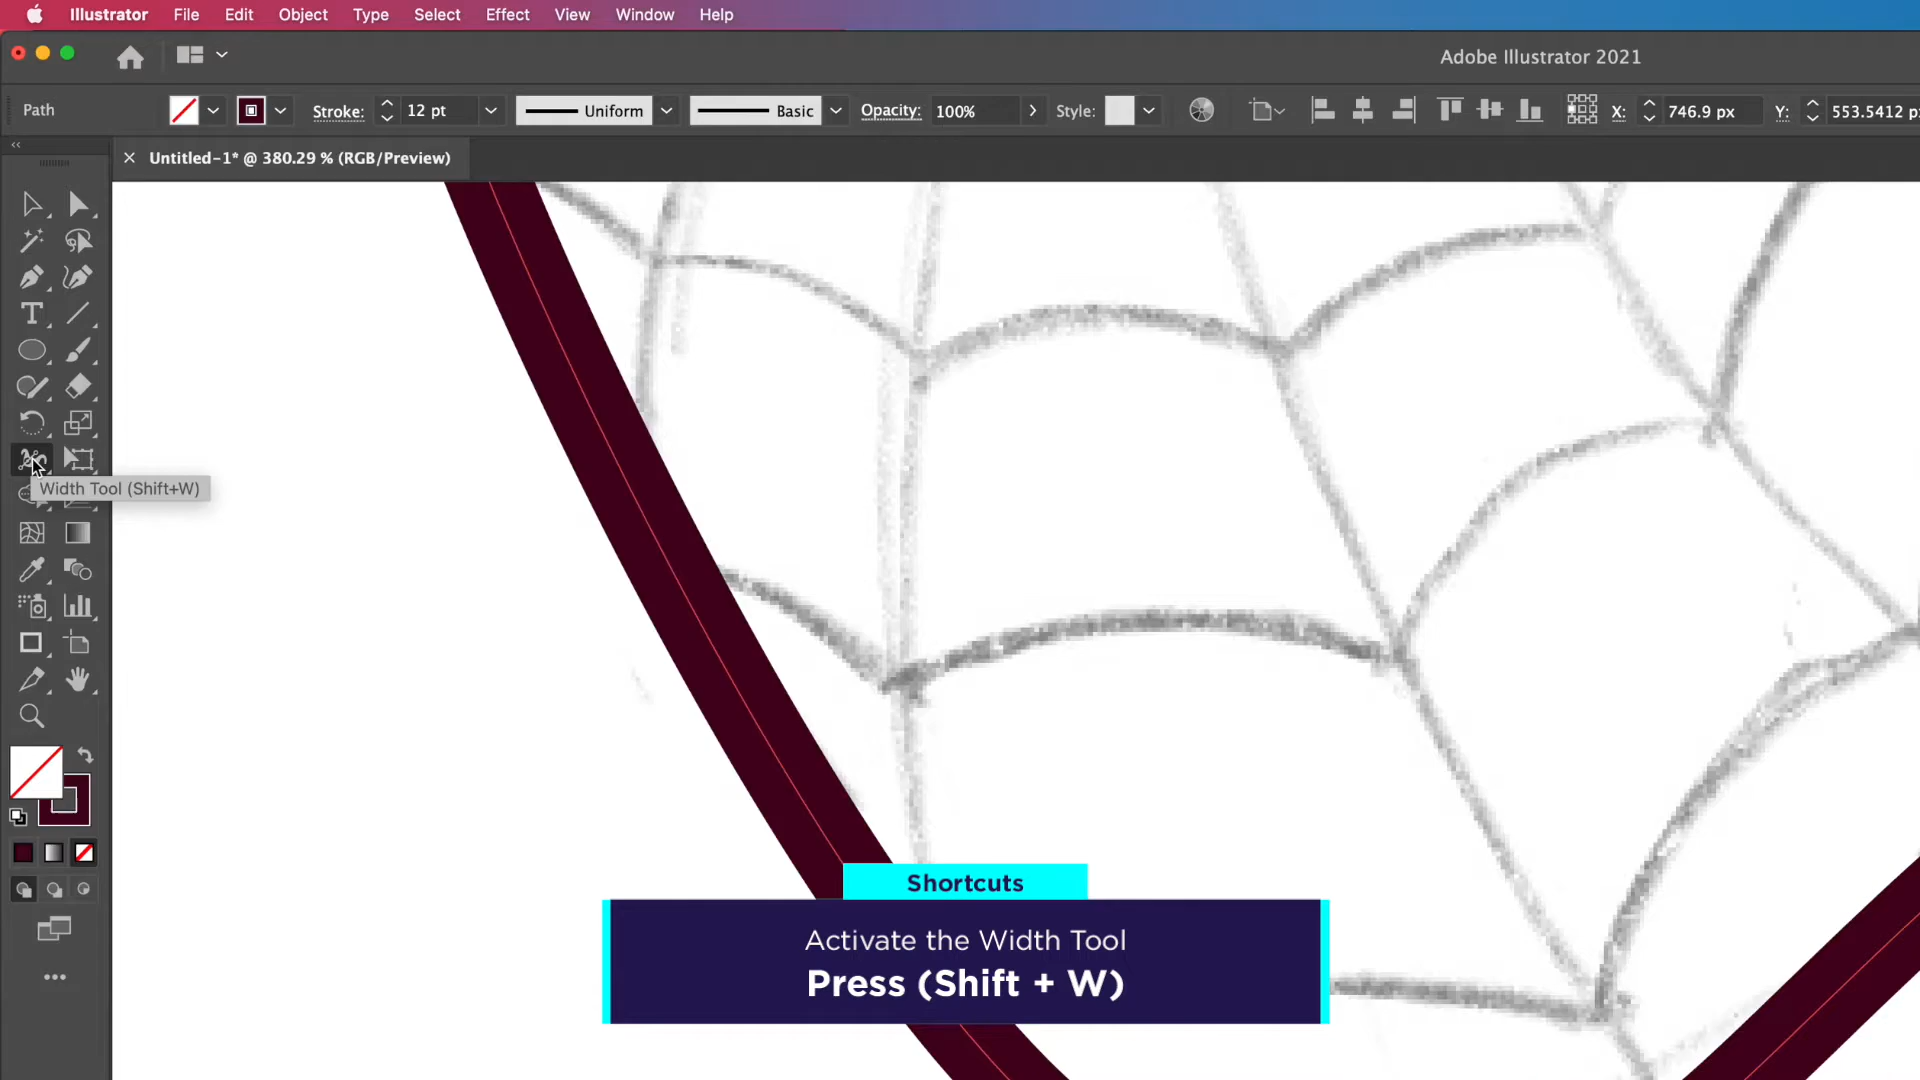 Illustrator File Edit Object Type Select Effect View Window Help
Adobe Illustrator 2021
Path Stroke: 12 pt Uniform Basic Opacity: 100% Style: X: 746.9 px Y: 553.5412 p
Untitled-1* @ 380.29 % (RGB/Preview)
Width Tool (Shift+W)
Shortcuts
Activate the Width Tool
Press (Shift + W)